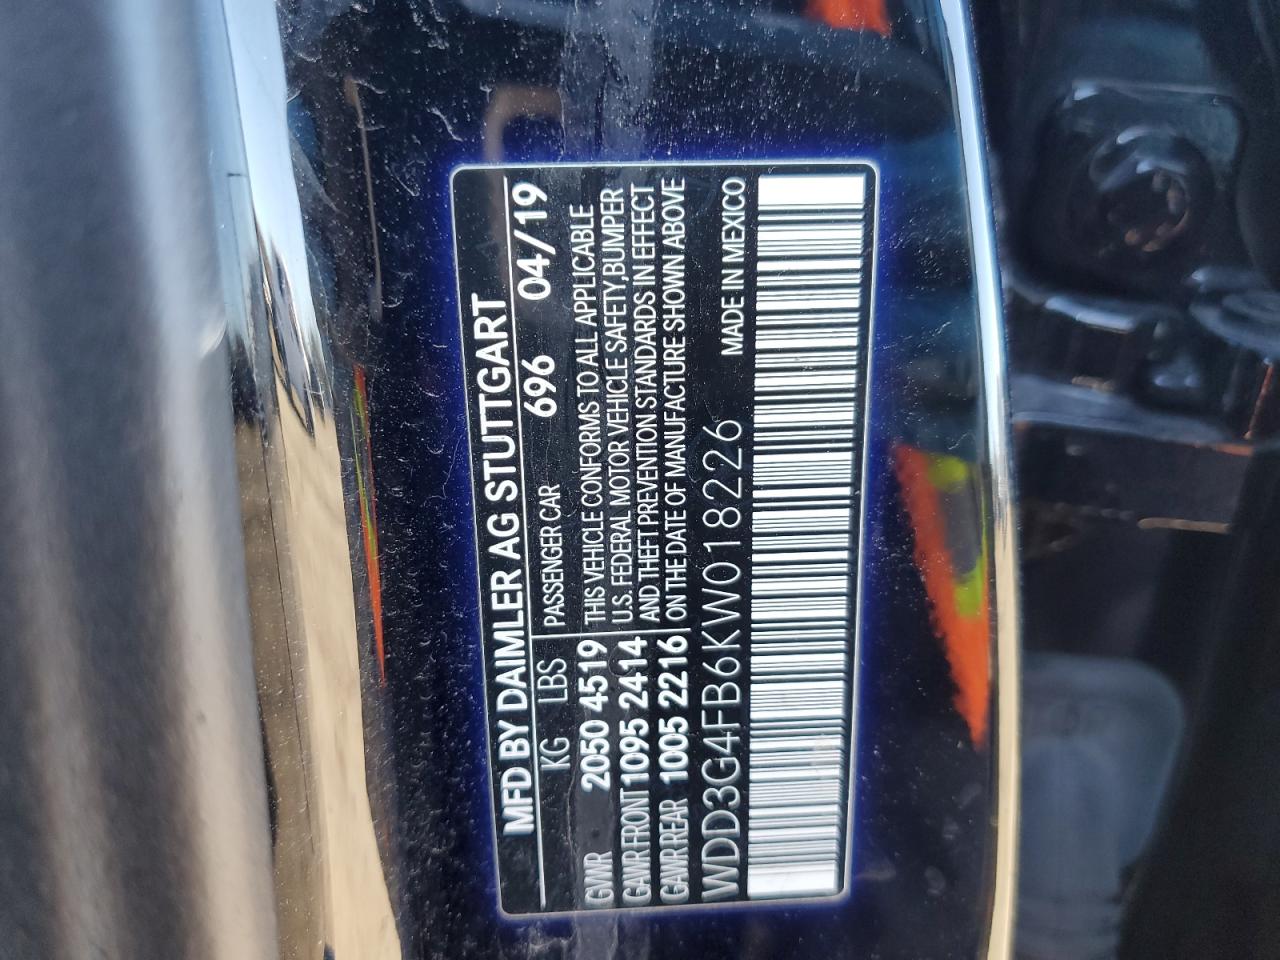 MFD BY DAIMLER AG STUTTGART
KG LBS PASSENGER CAR 696 04/19
GVWR 2050 4519 THIS VEHICLE CONFORMS TO ALL APPLICABLE
GAWR FRONT 1095 2414 U.S. FEDERAL MOTOR VEHICLE SAFETY, BUMPER
GAWR REAR 1005 2216 AND THEFT PREVENTION STANDARDS IN EFFECT
ON THE DATE OF MANUFACTURE SHOWN ABOVE
WDD3G4FB6KW018226 MADE IN MEXICO